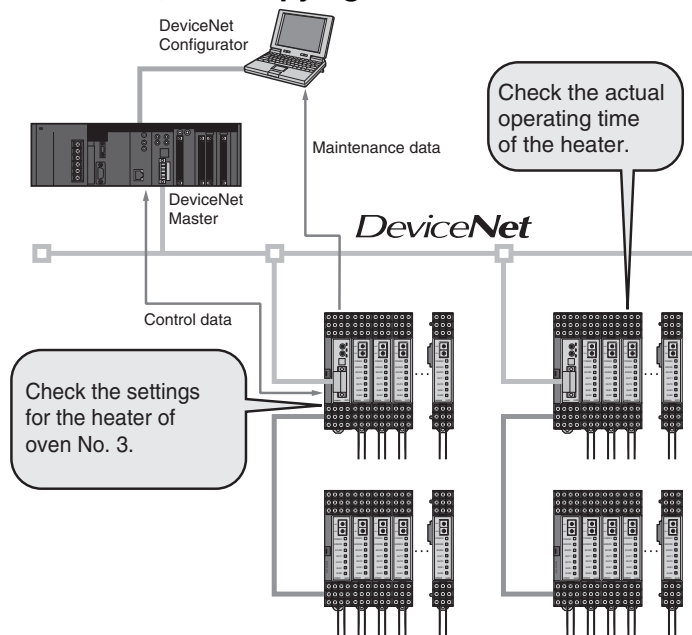 DeviceNet
Configurator
Check the actual
operating time
of the heater.
Maintenance data
DeviceNet
Master
DeviceNet
Control data
Check the settings
for the heater of
oven No. 3.